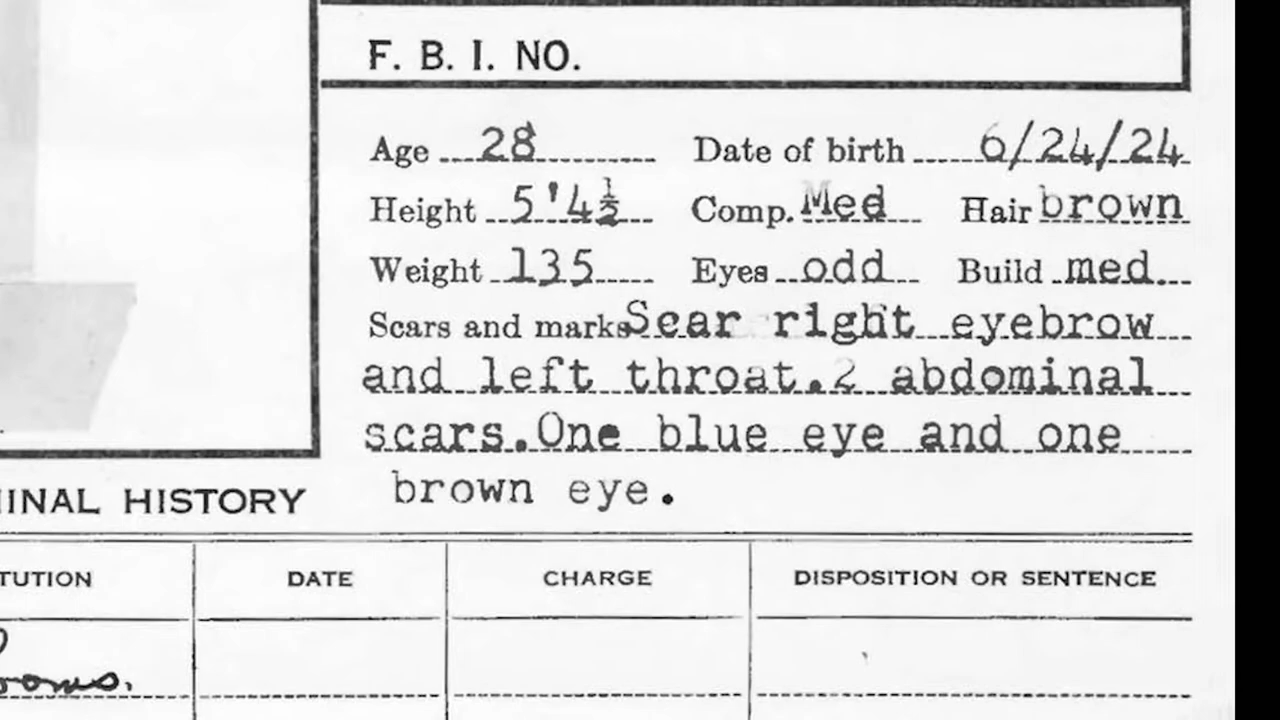 F. B. I. NO.
Age 28 Date of birth 6/24/24
Height 5'4½ Comp. Med Hair brown
Weight 135 Eyes odd Build med.
Scars and marks Scar right eyebrow
and left throat. 2 abdominal
scars. One blue eye and one
brown eye.
INAL HISTORY
TUTION DATE CHARGE DISPOSITION OR SENTENCE